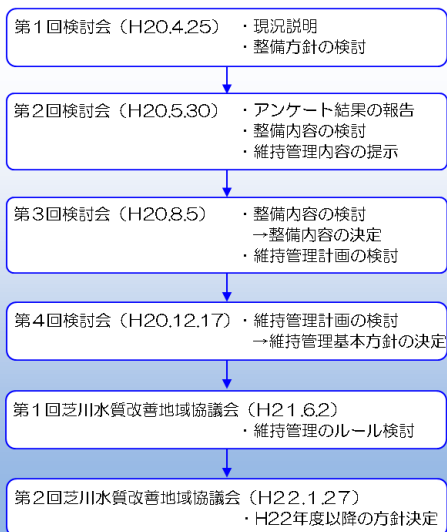 第1回検討会（H20.4.25） ・現況説明
・整備方針の検討
第2回検討会（H20.5.30） ・アンケート結果の報告
・整備内容の検討
・維持管理内容の提示
第3回検討会（H20.8.5） ・整備内容の検討
→整備内容の決定
・維持管理計画の検討
第4回検討会（H20.12.17）・維持管理計画の検討
→維持管理基本方針の決定
第1回芝川水質改善地域協議会（H21.6.2）
・維持管理のルール検討
第2回芝川水質改善地域協議会（H22.1.27）
・H22年度以降の方針決定